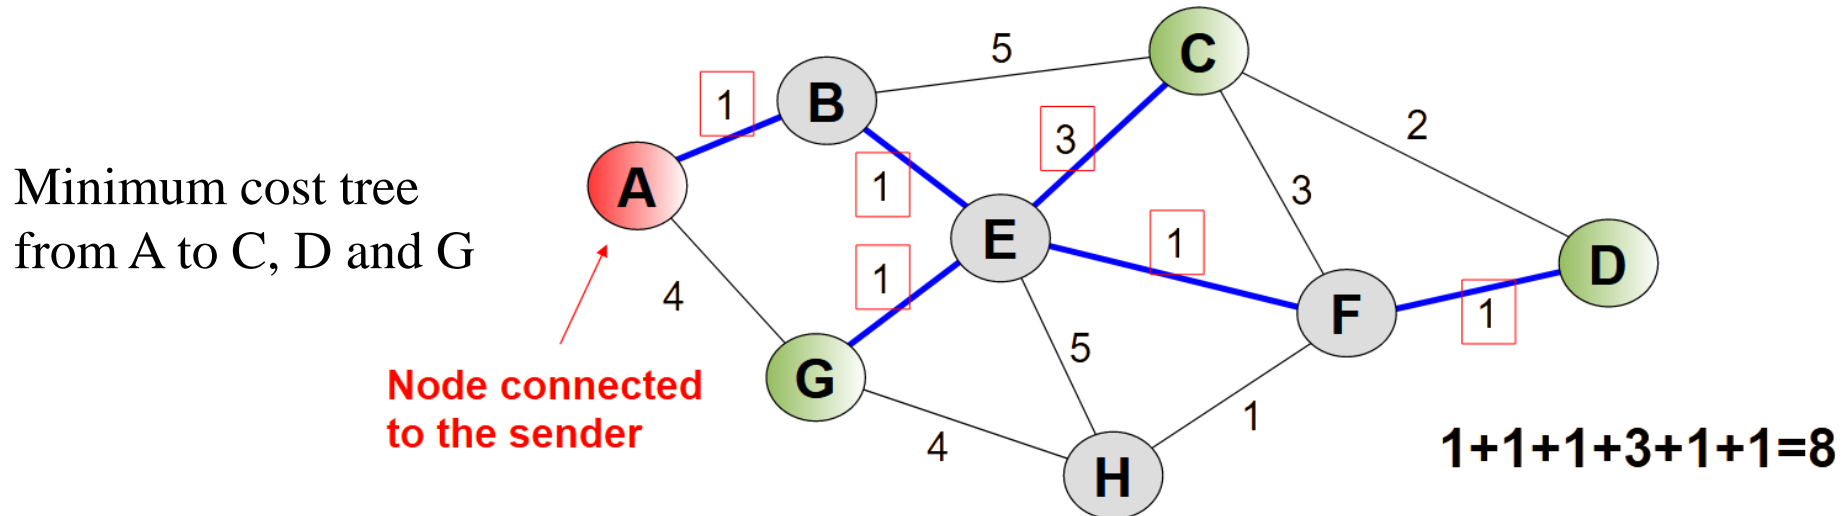 5
C
1
B
2
3
Minimum cost tree
A
1
3
from A to C, D and G
E
1
D
1
4
F
1
5
Node connected
G
to the sender
4
1
1+1+1+3+1+1=8
H